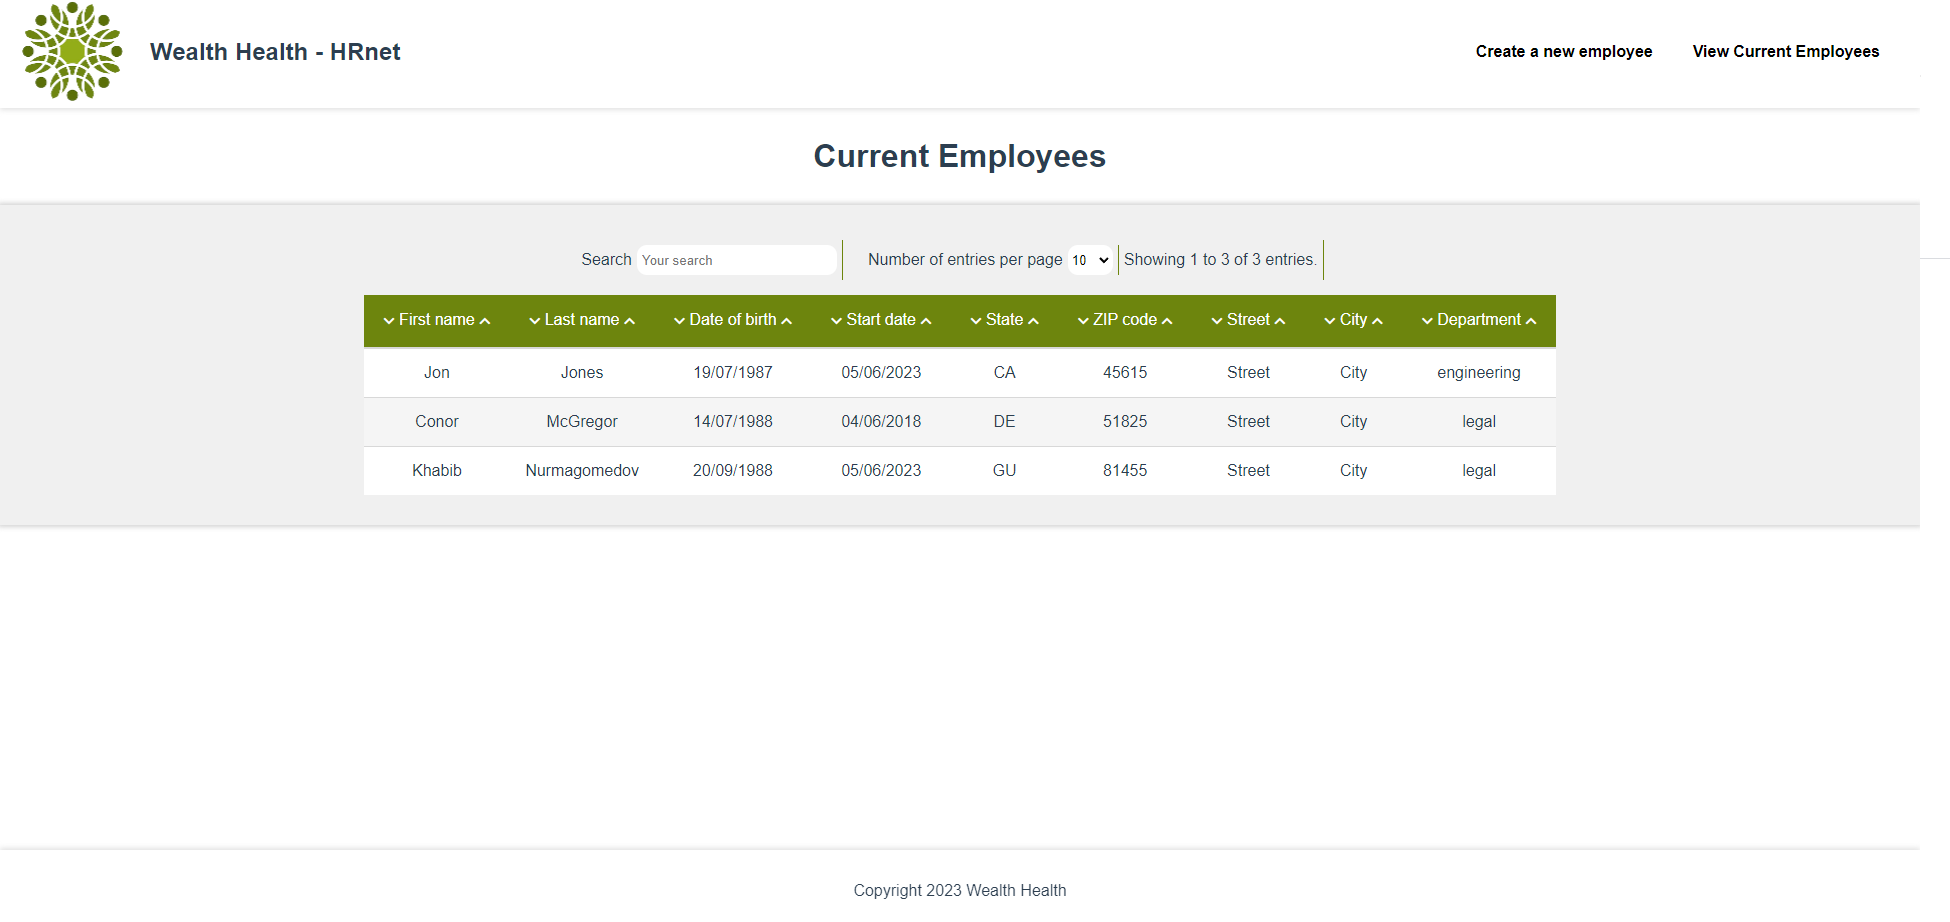 Wealth Health - HRnet Create a new employee View Current Employees
Current Employees
Search Your search Number of entries per page 10 Showing 1 to 3 of 3 entries.
First name Last name Date of birth Start date State ZIP code Street City Department
Jon Jones 19/07/1987 05/06/2023 CA 45615 Street City engineering
Conor McGregor 14/07/1988 04/06/2018 DE 51825 Street City legal
Khabib Nurmagomedov 20/09/1988 05/06/2023 GU 81455 Street City legal
Copyright 2023 Wealth Health